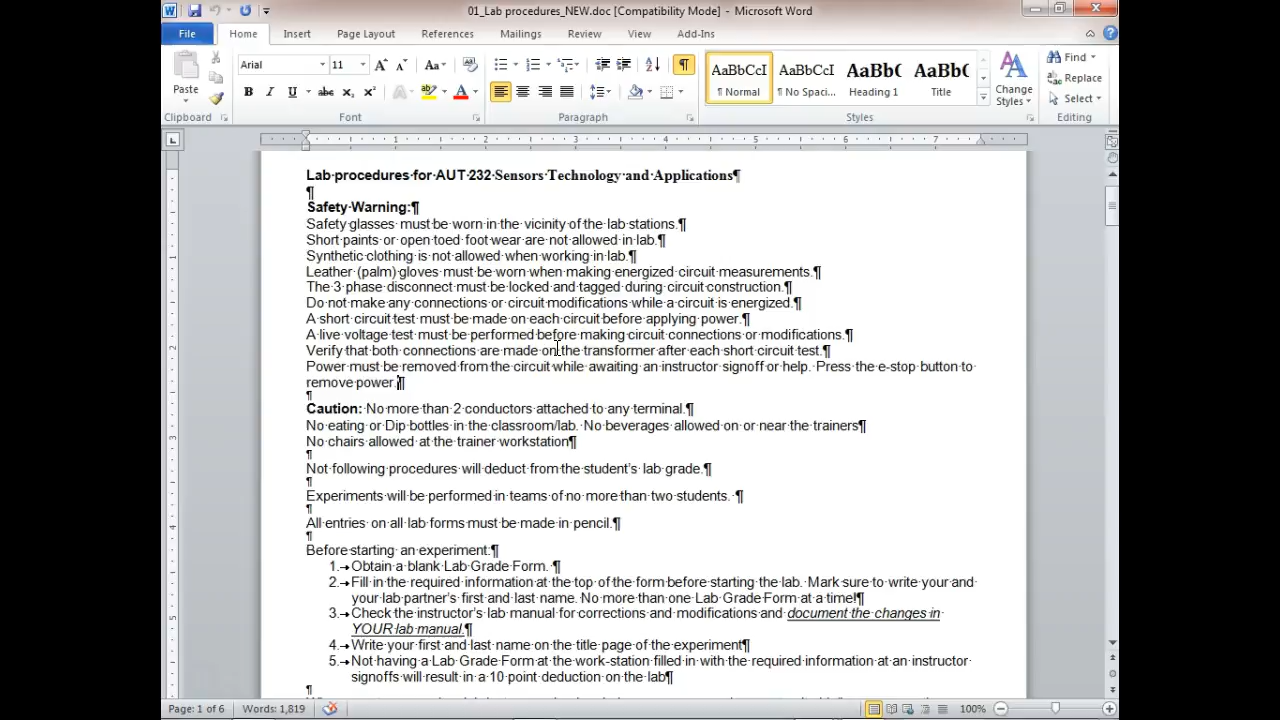 01_Lab procedures_NEW.doc [Compatibility Mode] - Microsoft Word
File Home Insert Page Layout References Mailings Review View Add-Ins
Paste
Clipboard
Arial 11
Font
Paragraph
AaBbCcI AaBbCcI AaBbC AaBbC
¶ Normal ¶ No Spaci... Heading 1 Title
Styles
Change Styles
Find
Replace
Select
Editing
1 2 3 4 5 6 7
Lab procedures for AUT 232 Sensors Technology and Applications¶
¶
Safety Warning:¶
Safety glasses must be worn in the vicinity of the lab stations.¶
Short paints or open toed foot wear are not allowed in lab.¶
Synthetic clothing is not allowed when working in lab.¶
Leather (palm) gloves must be worn when making energized circuit measurements.¶
The 3 phase disconnect must be locked and tagged during circuit construction.¶
Do not make any connections or circuit modifications while a circuit is energized.¶
A short circuit test must be made on each circuit before applying power.¶
A live voltage test must be performed before making circuit connections or modifications.¶
Verify that both connections are made on the transformer after each short circuit test.¶
Power must be removed from the circuit while awaiting an instructor signoff or help. Press the e-stop button to
remove power.¶
¶
Caution: No more than 2 conductors attached to any terminal.¶
No eating or Dip bottles in the classroom/lab. No beverages allowed on or near the trainers¶
No chairs allowed at the trainer workstation¶
¶
Not following procedures will deduct from the student's lab grade.¶
¶
Experiments will be performed in teams of no more than two students. ¶
¶
All entries on all lab forms must be made in pencil.¶
¶
Before starting an experiment:¶
1. Obtain a blank Lab Grade Form. ¶
2. Fill in the required information at the top of the form before starting the lab. Mark sure to write your and
your lab partner's first and last name. No more than one Lab Grade Form at a time!¶
3. Check the instructor's lab manual for corrections and modifications and document the changes in
YOUR lab manual.¶
4. Write your first and last name on the title page of the experiment¶
5. Not having a Lab Grade Form at the work-station filled in with the required information at an instructor
signoffs will result in a 10 point deduction on the lab¶
¶
Page: 1 of 6 Words: 1,819 100%